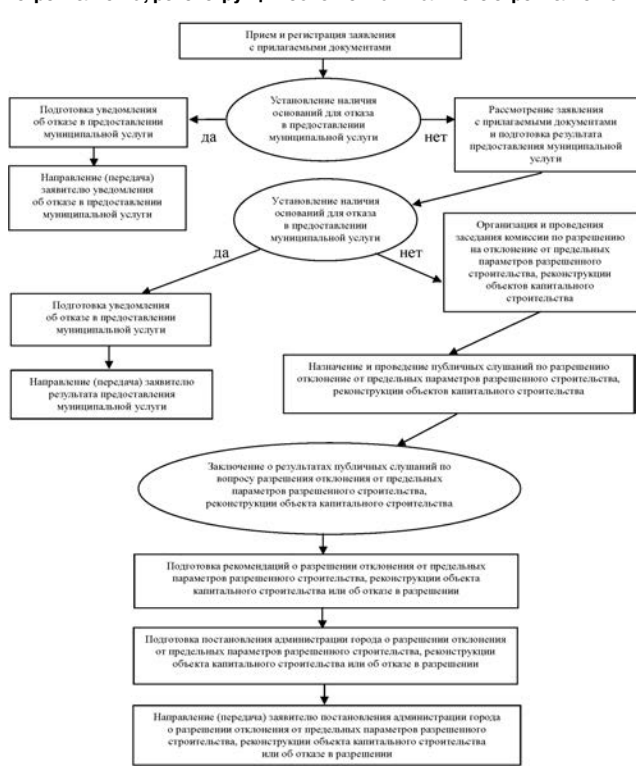 Прием и регистрация заявления
с прилагаемыми документами
Установление наличия
оснований для отказа
в предоставлении
муниципальной услуги
да
нет
Подготовка уведомления
об отказе в предоставлении
муниципальной услуги
Рассмотрение заявления
с прилагаемыми документами
и подготовка результата
предоставления муниципальной
услуги
Направление (передача)
заявителю уведомления
об отказе в предоставлении
муниципальной услуги
Установление наличия
оснований для отказа
в предоставлении
муниципальной услуги
да
нет
Организация и проведения
заседания комиссии по разрешению
на отклонение от предельных
параметров разрешенного
строительства, реконструкции
объектов капитального
строительства
Подготовка уведомления
об отказе в предоставлении
муниципальной услуги
Направление (передача) заявителю
результата предоставления
муниципальной услуги
Назначение и проведение публичных слушаний по разрешению
отклонение от предельных параметров разрешенного строительства,
реконструкции объектов капитального строительства
Заключение о результатах публичных слушаний по
вопросу разрешения отклонения от предельных
параметров разрешенного строительства,
реконструкции объекта капитального строительства
Подготовка рекомендаций о разрешении отклонения от предельных
параметров разрешенного строительства, реконструкции объекта
капитального строительства или об отказе в разрешении
Подготовка постановления администрации города о разрешении отклонения
от предельных параметров разрешенного строительства, реконструкции
объекта капитального строительства или об отказе в разрешении
Направление (передача) заявителю постановления администрации города
о разрешении отклонения от предельных параметров разрешенного
строительства, реконструкции объекта капитального строительства
или об отказе в разрешении